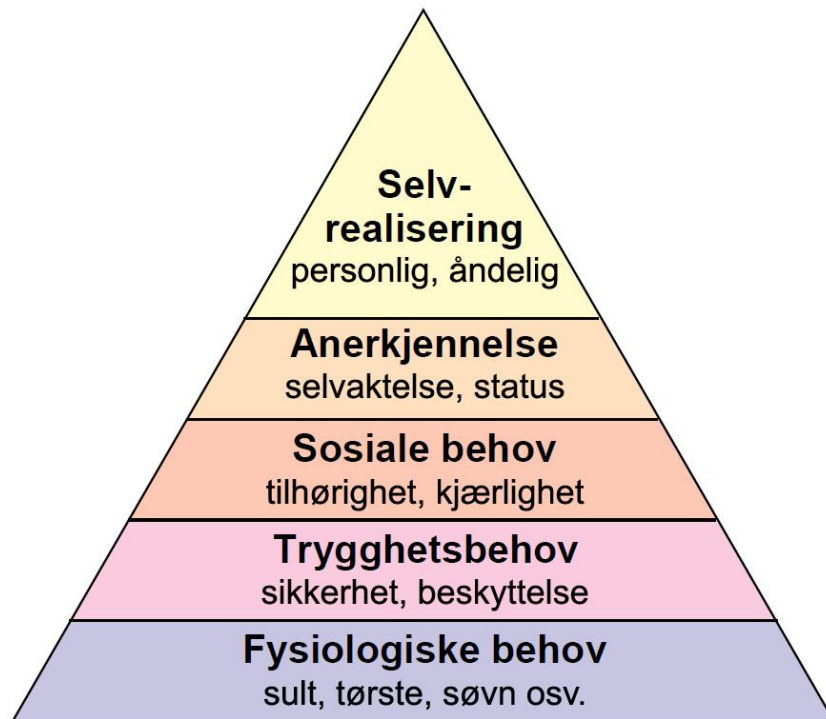 Selv-
realisering
personlig, åndelig
Anerkjennelse
selvaktelse, status
Sosiale behov
tilhørighet, kjærlighet
Trygghetsbehov
sikkerhet, beskyttelse
Fysiologiske behov
sult, tørste, søvn osv.